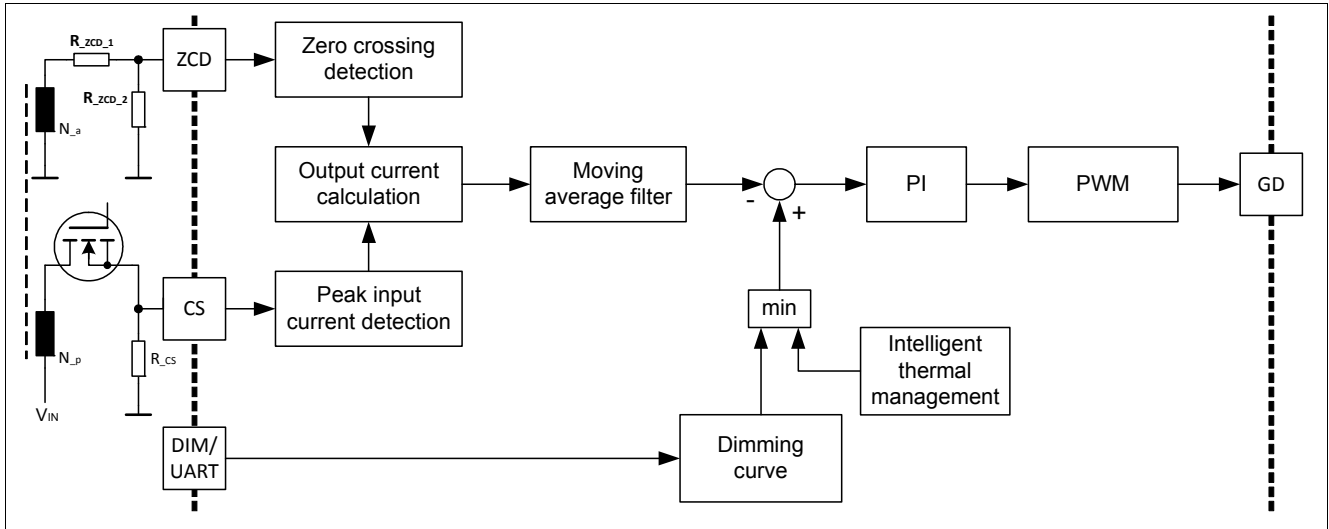 R_ZCD_1
ZCD
Zero crossing
detection
R_ZCD_2
N_a
Output current
calculation
Moving
average filter
-
+
PI
PWM
GD
CS
Peak input
current detection
min
N_p
R_CS
Intelligent
thermal
management
VIN
DIM/
UART
Dimming
curve